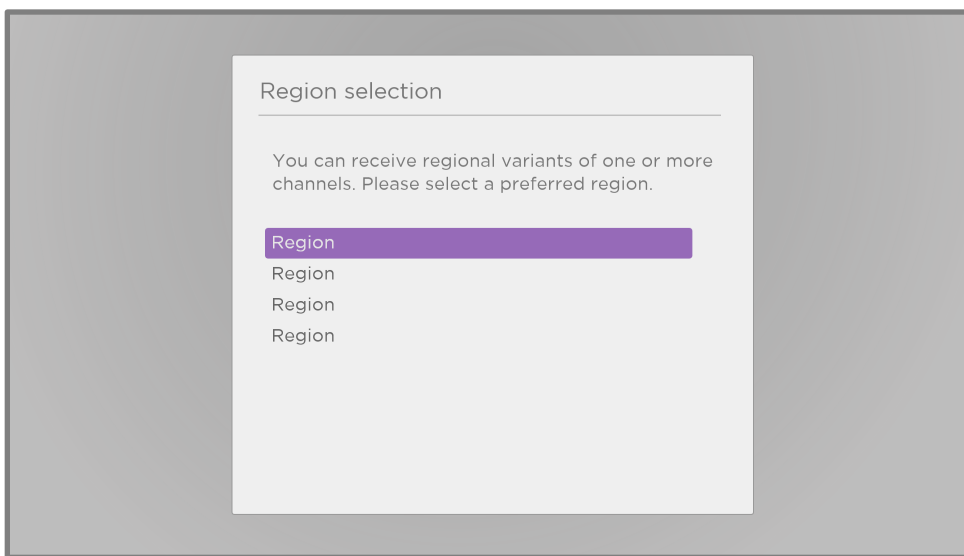 Region selection
You can receive regional variants of one or more
channels. Please select a preferred region.
Region
Region
Region
Region